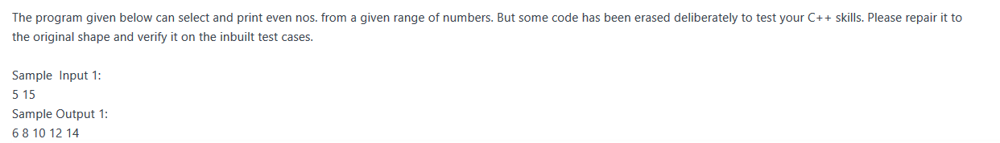 The program given below can select and print even nos. from a given range of numbers. But some code has been erased deliberately to test your C++ skills. Please repair it to
the original shape and verify it on the inbuilt test cases.
Sample  Input 1:
5 15
Sample Output 1:
6 8 10 12 14